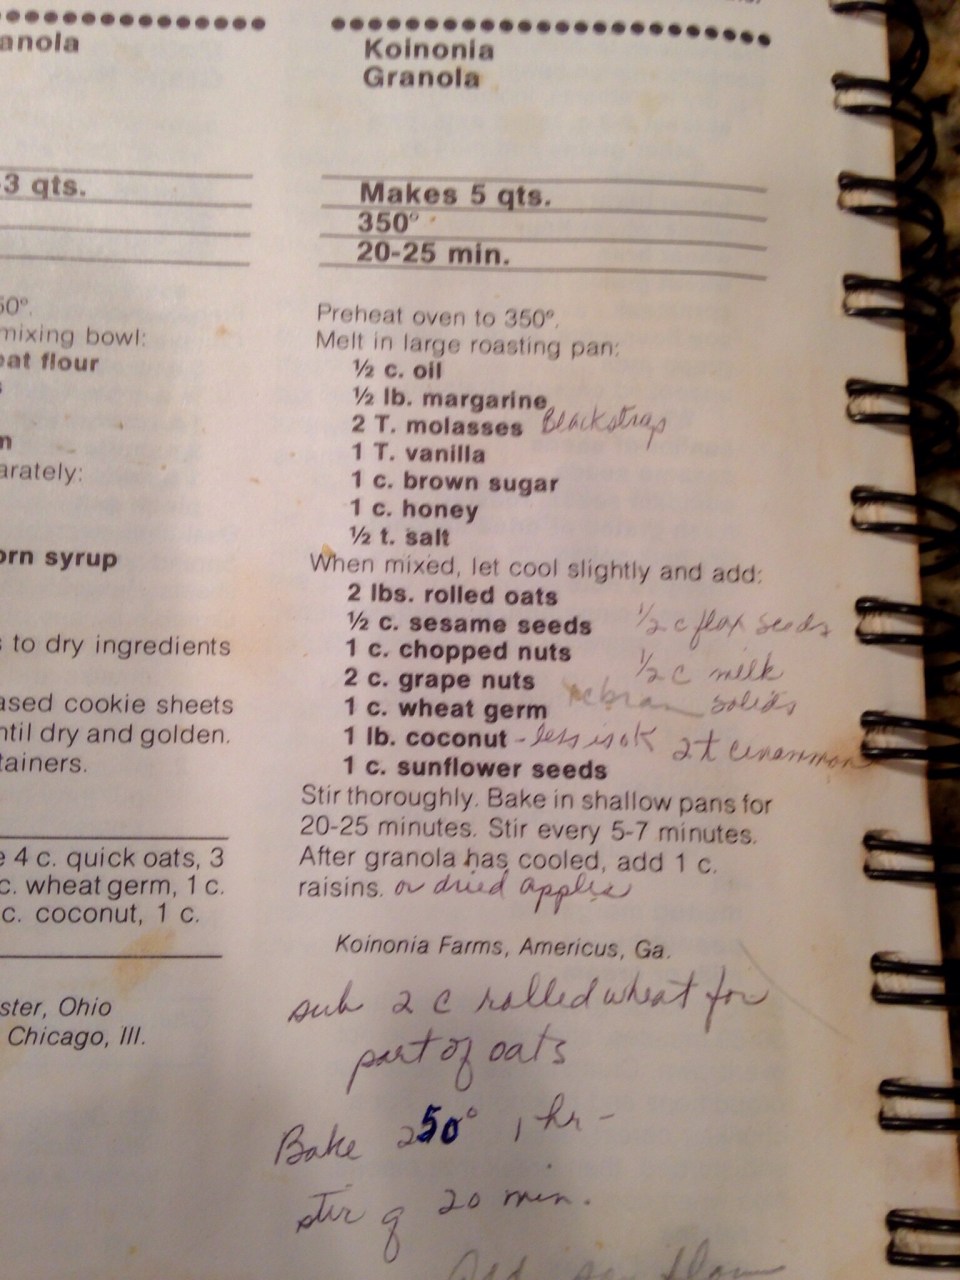 anola
3 qts.
50°.
mixing bowl:
eat flour
s
m
arately:
orn syrup
s to dry ingredients
ased cookie sheets
ntil dry and golden.
tainers.
e 4 c. quick oats, 3
c. wheat germ, 1 c.
c. coconut, 1 c.
ster, Ohio
Chicago, Ill.
Koinonia
Granola
Makes 5 qts.
350°
20-25 min.
Preheat oven to 350°.
Melt in large roasting pan:
½ c. oil
½ lb. margarine
2 T. molasses Blackstrap
1 T. vanilla
1 c. brown sugar
1 c. honey
½ t. salt
When mixed, let cool slightly and add:
2 lbs. rolled oats
½ c. sesame seeds ½ c flax seeds
1 c. chopped nuts
2 c. grape nuts ½ c milk
1 c. wheat germ solids
1 lb. coconut - less is ok 2 t cinnammon
1 c. sunflower seeds
Stir thoroughly. Bake in shallow pans for
20-25 minutes. Stir every 5-7 minutes.
After granola has cooled, add 1 c.
raisins. or dried apples
Koinonia Farms, Americus, Ga.
sub 2 c rolled wheat for
part of oats
Bake 250° 1 hr -
stir q 20 min.